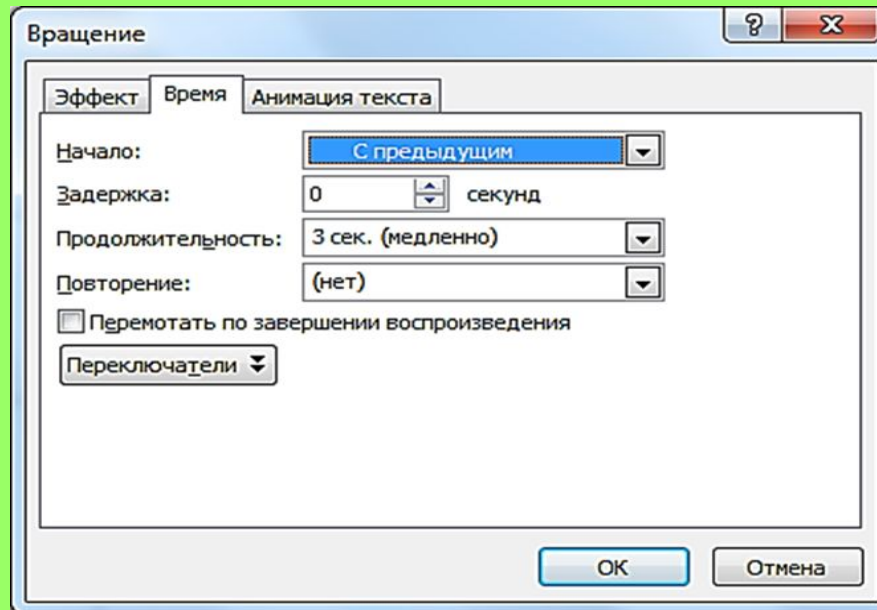 Вращение
Эффект Время Анимация текста
Начало: С предыдущим
Задержка: 0 секунд
Продолжительность: 3 сек. (медленно)
Повторение: (нет)
Перемотать по завершении воспроизведения
Переключатели
ОК Отмена